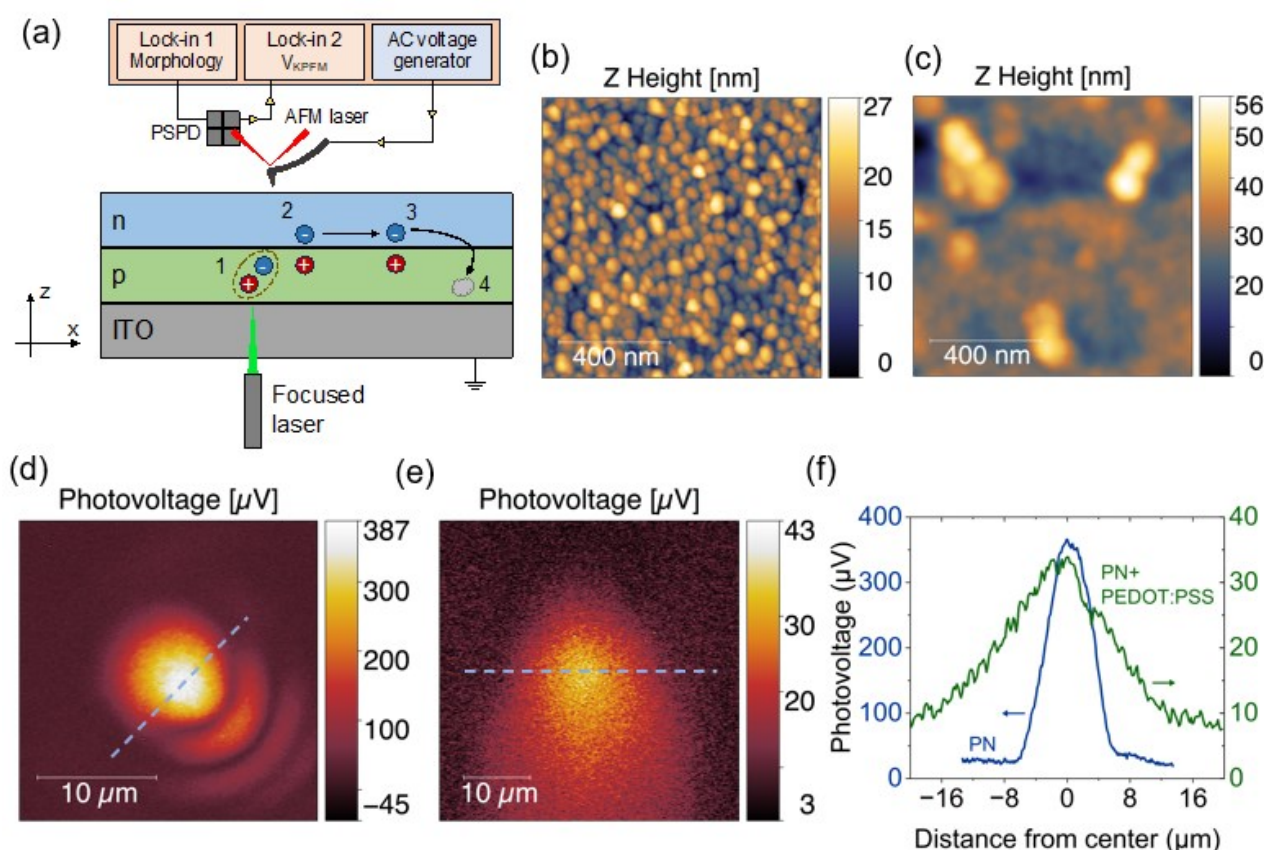 (a)
Lock-in 1
Morphology
Lock-in 2
VKPFM
AC voltage
generator
PSPD
AFM laser
n
2
3
-
-
+
+
p
1
-
+
4
z
x
ITO
Focused
laser
(b)
Z Height [nm]
27
20
15
10
0
400 nm
(c)
Z Height [nm]
56
50
40
30
20
0
400 nm
(d)
Photovoltage [µV]
387
300
200
100
−45
10 µm
(e)
Photovoltage [µV]
43
30
20
3
10 µm
(f)
400
300
200
100
0
Photovoltage (µV)
40
30
20
10
0
PN+
PEDOT:PSS
PN
−16
−8
0
8
16
Distance from center (µm)